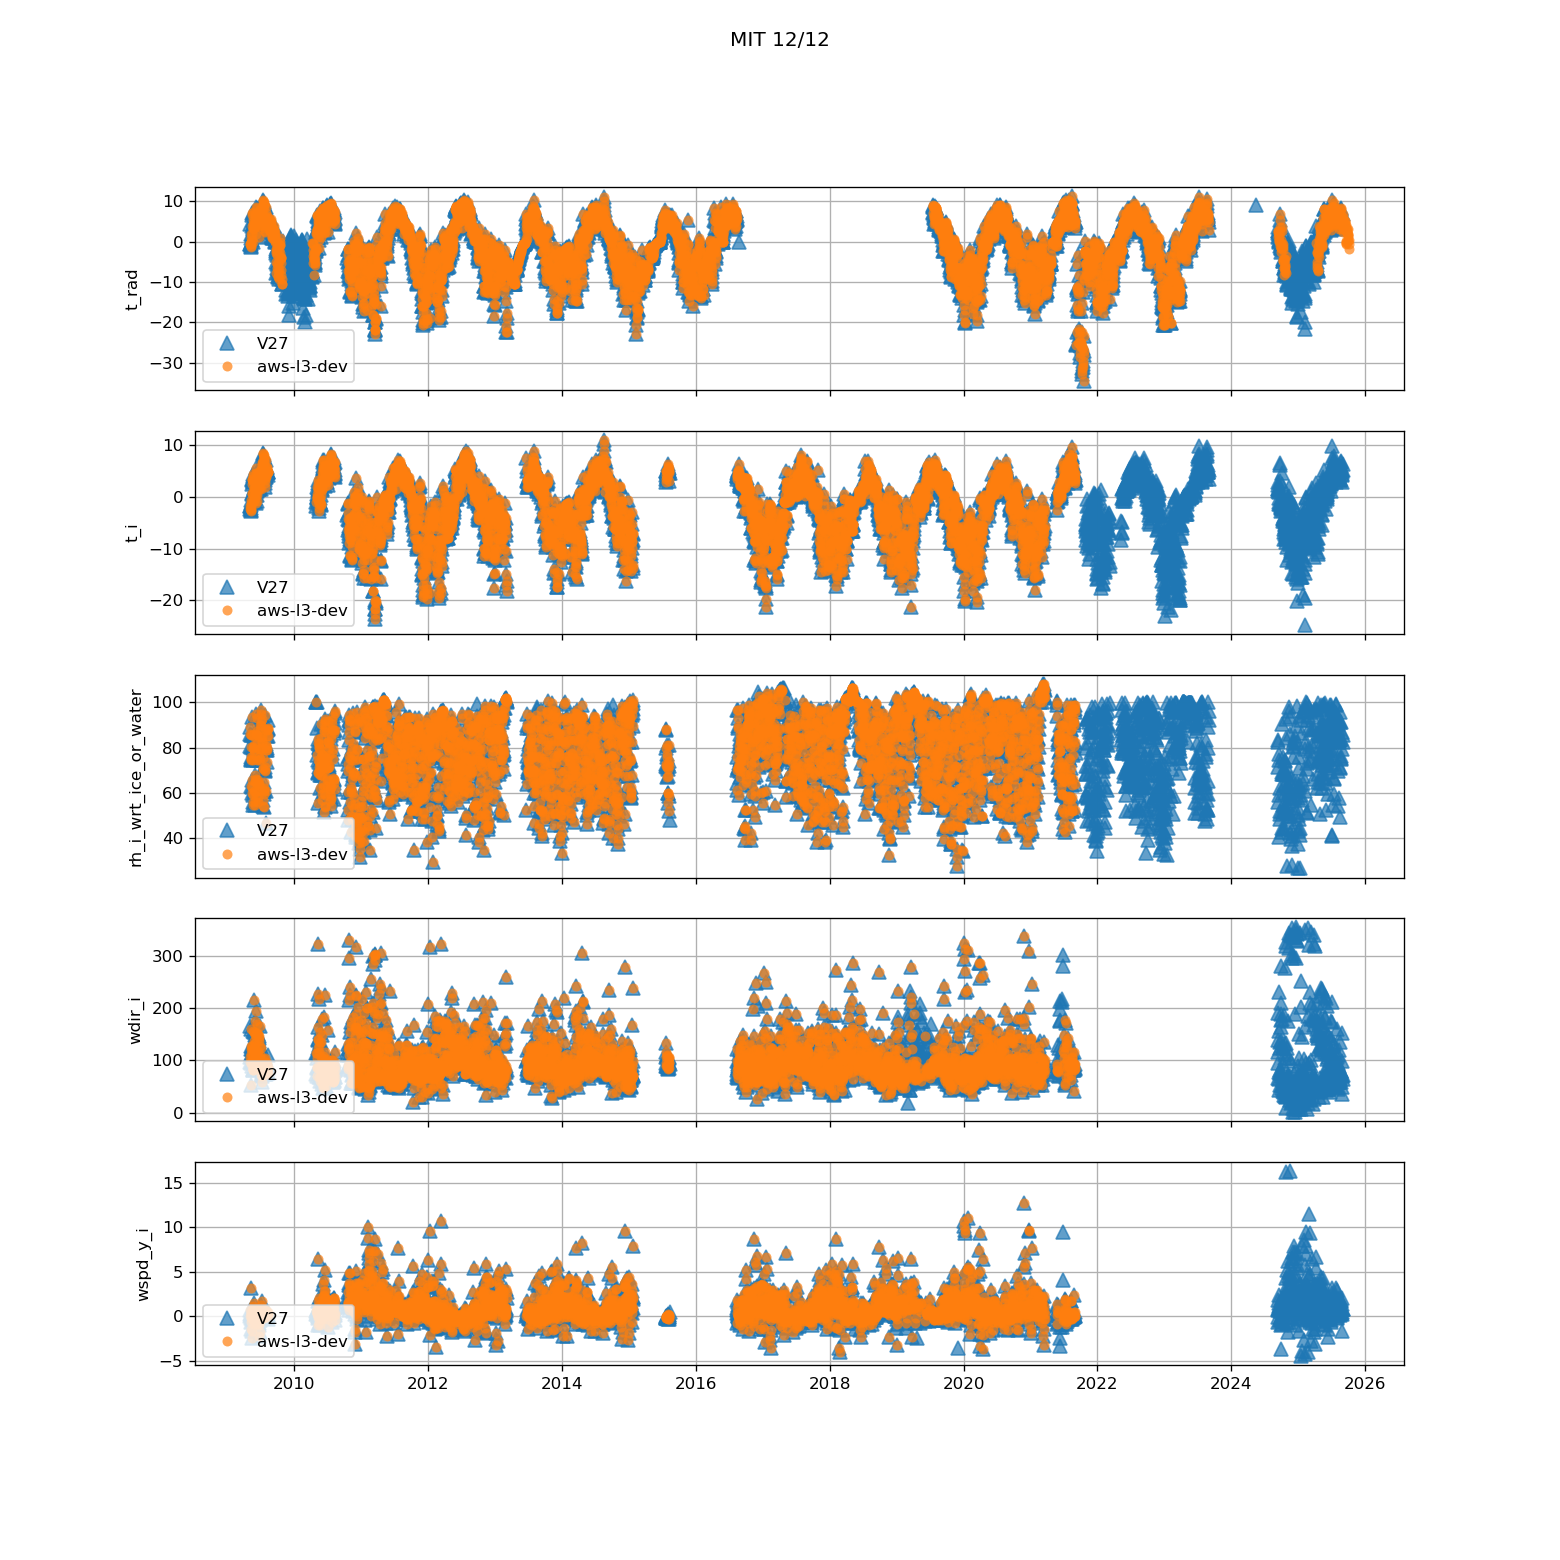 MIT 12/12
10
0
−10
−20
−30
t_rad
V27
aws-l3-dev
10
0
−10
−20
t_i
V27
aws-l3-dev
100
80
60
40
rh_i_wrt_ice_or_water
V27
aws-l3-dev
300
200
100
0
wdir_i
V27
aws-l3-dev
15
10
5
0
−5
wspd_y_i
V27
aws-l3-dev
2010 2012 2014 2016 2018 2020 2022 2024 2026